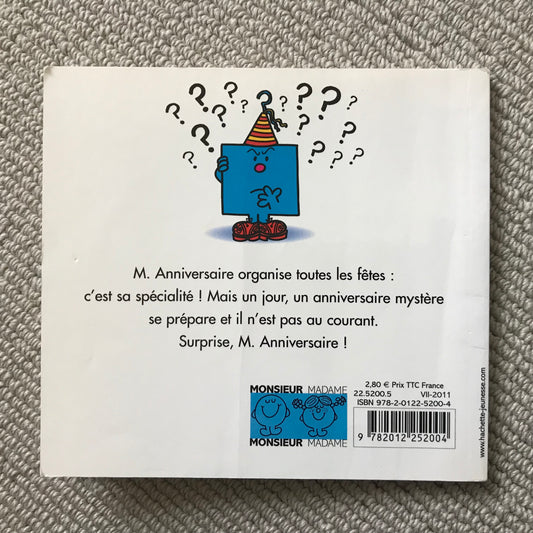 ? ? ? ? ? ? ? ? ? ? ? ? ? ?
M. Anniversaire organise toutes les fêtes :
c'est sa spécialité ! Mais un jour, un anniversaire mystère
se prépare et il n'est pas au courant.
Surprise, M. Anniversaire !
MONSIEUR MADAME
MONSIEUR MADAME
2,80 € Prix TTC France
22.5200.5 VII-2011
ISBN 978-2-0122-5200-4
9 782012 252004
www.hachette-jeunesse.com